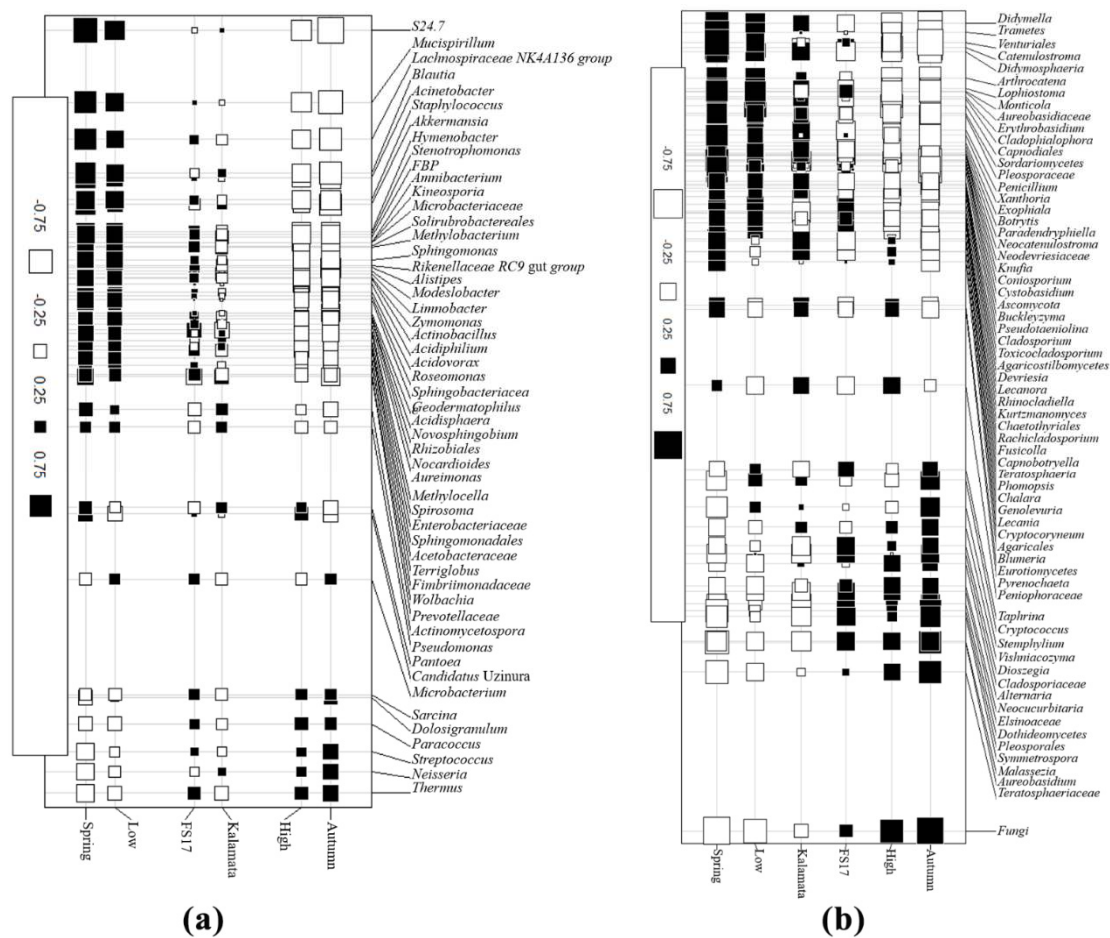 S24.7
Mucispirillum
Lachmospiraceae NK4A136 group
Blautia
Acinetobacter
Staphylococcus
Akkermansia
Hymenobacter
Stenotrophomonas
FBP
Amnibacterium
Kineosporia
Microbacteriaceae
Solirubrobactereales
Methylobacterium
Sphingomonas
Rikenellaceae RC9 gut group
Alistipes
Modeslobacter
Limnobacter
Zymomonas
Actinobacillus
Acidiphilium
Acidovorax
Roseomonas
Sphingobacteriacea
Geodermatophilus
Acidisphaera
Novosphingobium
Rhizobiales
Nocardioides
Aureimonas
Methylocella
Spirosoma
Enterobacteriaceae
Sphingomonadales
Acetobacteraceae
Terriglobus
Fimbriimonadaceae
Wolbachia
Prevotellaceae
Actinomycetospora
Pseudomonas
Pantoea
Candidatus Uzinura
Microbacterium
Sarcina
Dolosigranulum
Paracoccus
Streptococcus
Neisseria
Thermus
-0.75
-0.25
0.25
0.75
Spring
Low
FS17
Kalamata
High
Autumn
(a)
Didymella
Trametes
Venturiales
Catenulostroma
Didymosphaeria
Arthrocatena
Lophiostoma
Monticola
Aureobasidiaceae
Erythrobasidium
Cladophialophora
Capnodiales
Sordariomycetes
Pleosporaceae
Penicillium
Xanthoria
Exophiala
Botrytis
Paradendryphiella
Neocatenulostroma
Neodevriesiaceae
Knufia
Coniosporium
Cystobasidium
Ascomycota
Buckleyzyma
Pseudotaeniolina
Cladosporium
Toxicocladosporium
Agaricostilbomycetes
Devriesia
Lecanora
Rhinocladiella
Kurtzmanomyces
Chaetothyriales
Rachicladosporium
Fusicolla
Capnobotryella
Teratosphaeria
Phomopsis
Chalara
Genolevuria
Lecania
Cryptocoryneum
Agaricales
Blumeria
Eurotiomycetes
Pyrenochaeta
Peniophoraceae
Taphrina
Cryptococcus
Stemphylium
Vishniacozyma
Dioszegia
Cladosporiaceae
Alternaria
Neocucurbitaria
Elsinoaceae
Dothideomycetes
Pleosporales
Symmetrospora
Malassezia
Aureobasidium
Teratosphaeriaceae
Fungi
-0.75
-0.25
0.25
0.75
Spring
Low
Kalamata
FS17
High
Autumn
(b)